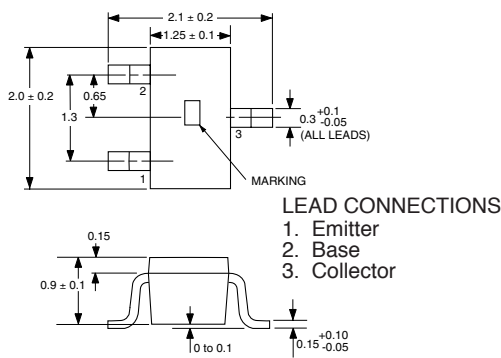 2.1 ± 0.2
1.25 ± 0.1
2
2.0 ± 0.2
0.65
1.3
3
0.3 +0.1 -0.05
(ALL LEADS)
1
MARKING
LEAD CONNECTIONS
1. Emitter
2. Base
3. Collector
0.15
0.9 ± 0.1
0 to 0.1
0.15 +0.10 -0.05